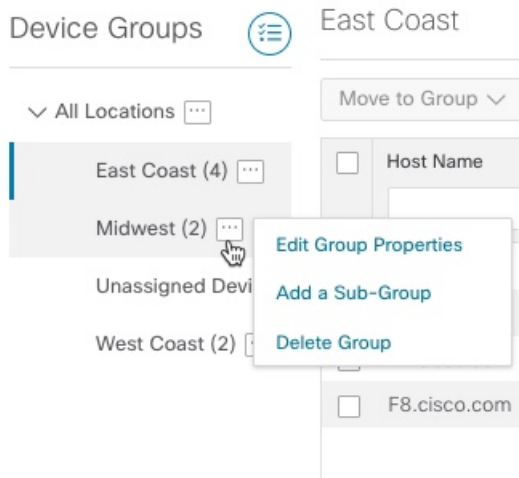 Device Groups
East Coast
All Locations
Move to Group
East Coast (4)
Host Name
Midwest (2)
Edit Group Properties
Unassigned Devi
Add a Sub-Group
West Coast (2)
Delete Group
F8.cisco.com